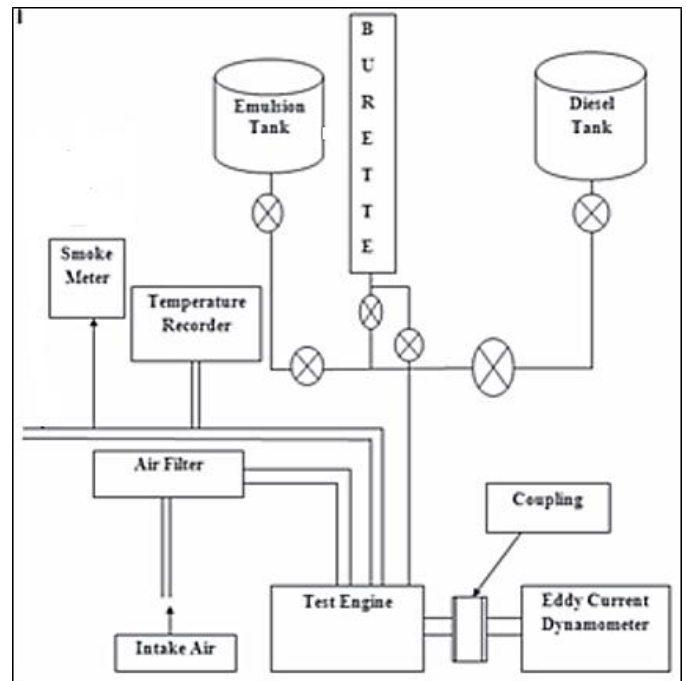 Emulsion
Tank
B
U
R
E
T
T
E
Diesel
Tank
Smoke
Meter
Temperature
Recorder
Air Filter
Coupling
Test Engine
Eddy Current
Dynamometer
Intake Air